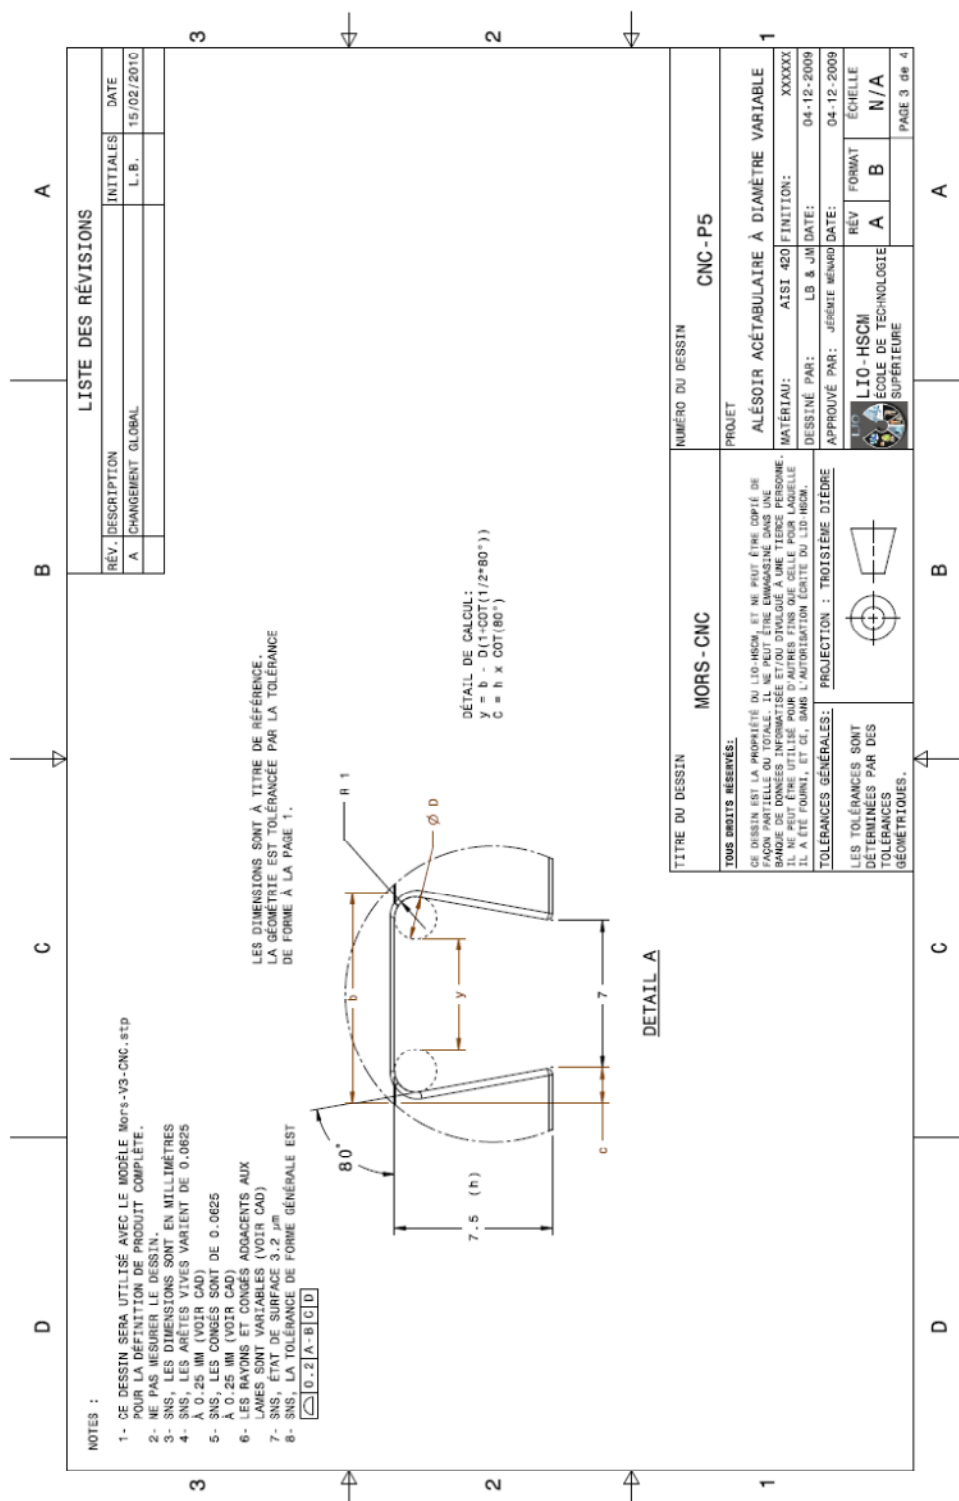 D
C
B
A
NOTES :
1- CE DESSIN SERA UTILISÉ AVEC LE MODÈLE Mors-V3-CNC.stp
POUR LA DÉFINITION DE PRODUIT COMPLÈTE.
2- NE PAS MESURER LE DESSIN.
3- SNS, LES DIMENSIONS SONT EN MILLIMÈTRES
4- SNS, LES ARÊTES VIVES VARIENT DE 0.0625
À 0.25 MM (VOIR CAD)
5- SNS, LES CONGÉS SONT DE 0.0625
À 0.25 MM (VOIR CAD)
6- LES RAYONS ET CONGÉS ADGACENTS AUX
LAMES SONT VARIABLES (VOIR CAD)
7- SNS, ÉTAT DE SURFACE 3.2 µm
8- SNS, LA TOLÉRANCE DE FORME GÉNÉRALE EST
0.2 A-B C D
LISTE DES RÉVISIONS
RÉV. DESCRIPTION INITIALES DATE
A CHANGEMENT GLOBAL L.B. 15/02/2010
3
3
LES DIMENSIONS SONT À TITRE DE RÉFÉRENCE.
LA GÉOMÉTRIE EST TOLÉRANCÉE PAR LA TOLÉRANCE
DE FORME À LA PAGE 1.
80°
b
R 1
Ø D
y
7.5 (h)
c
7
DETAIL A
DÉTAIL DE CALCUL:
y = b - D(1+COT(1/2*80°))
C = h x COT(80°)
2
2
TITRE DU DESSIN
MORS-CNC
NUMÉRO DU DESSIN
CNC-P5
TOUS DROITS RÉSERVÉS:
CE DESSIN EST LA PROPRIÉTÉ DU LIO-HSCM, ET NE PEUT ÊTRE COPIÉ DE
FAÇON PARTIELLE OU TOTALE. IL NE PEUT ÊTRE EMMAGASINÉ DANS UNE
BANQUE DE DONNÉES INFORMATISÉE ET/OU DIVULGUÉ À UNE TIERCE PERSONNE.
IL NE PEUT ÊTRE UTILISÉ POUR D'AUTRES FINS QUE CELLE POUR LAQUELLE
IL A ÉTÉ FOURNI, ET CE, SANS L'AUTORISATION ÉCRITE DU LIO-HSCM.
PROJET
ALÉSOIR ACÉTABULAIRE À DIAMÈTRE VARIABLE
MATÉRIAU: AISI 420 FINITION: XXXXXX
DESSINÉ PAR: LB & JM DATE: 04-12-2009
APPROUVÉ PAR: JÉRÉMIE MÉNARD DATE: 04-12-2009
TOLÉRANCES GÉNÉRALES:
LES TOLÉRANCES SONT
DÉTERMINÉES PAR DES
TOLERANCES
GÉOMÉTRIQUES.
PROJECTION : TROISIÈME DIÈDRE
LIO
LIO-HSCM
ÉCOLE DE TECHNOLOGIE
SUPÉRIEURE
RÉV FORMAT ÉCHELLE
A B N/A
PAGE 3 de 4
1
1
D
C
B
A